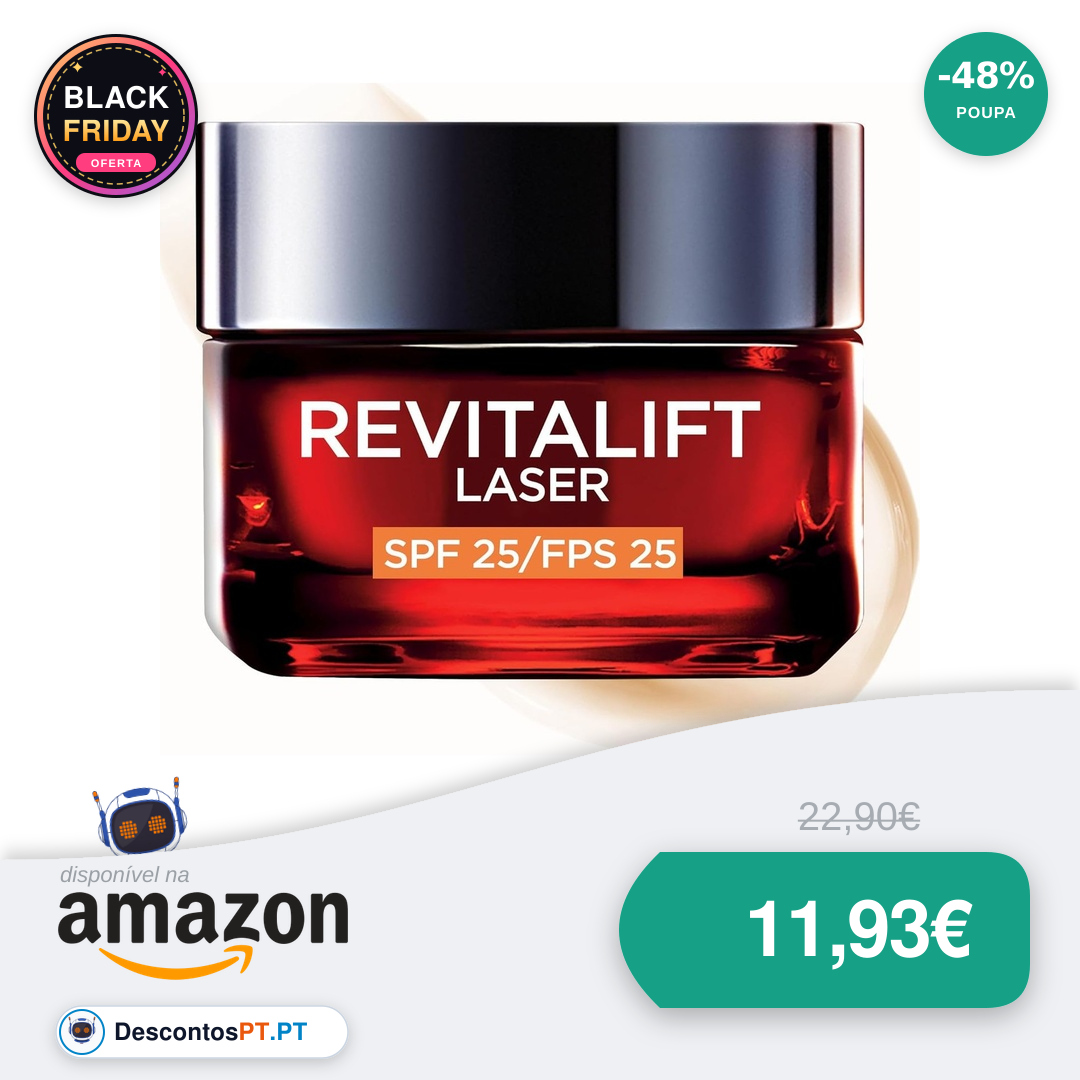 BLACK
FRIDAY
OFERTA
-48%
POUPA
REVITALIFT
LASER
SPF 25/FPS 25
22,90€
11,93€
disponível na
amazon
DescontosPT.PT